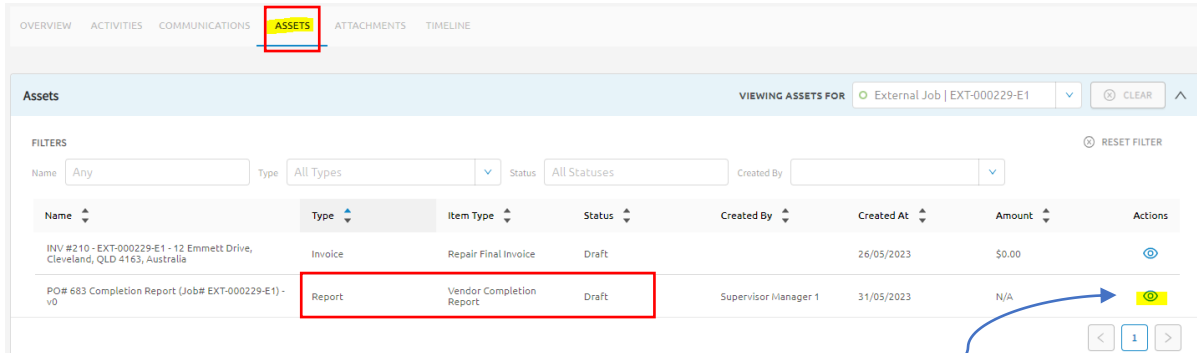 OVERVIEW ACTIVITIES COMMUNICATIONS ASSETS ATTACHMENTS TIMELINE
Assets VIEWING ASSETS FOR External Job | EXT-000229-E1 CLEAR
FILTERS RESET FILTER
Name Any Type All Types Status All Statuses Created By
Name Type Item Type Status Created By Created At Amount Actions
INV #210 - EXT-000229-E1 - 12 Emmett Drive,
Cleveland, QLD 4163, Australia Invoice Repair Final Invoice Draft 26/05/2023 $0.00
PO# 683 Completion Report (Job# EXT-000229-E1) -
v0 Report Vendor Completion
Report Draft Supervisor Manager 1 31/05/2023 N/A
< 1 >